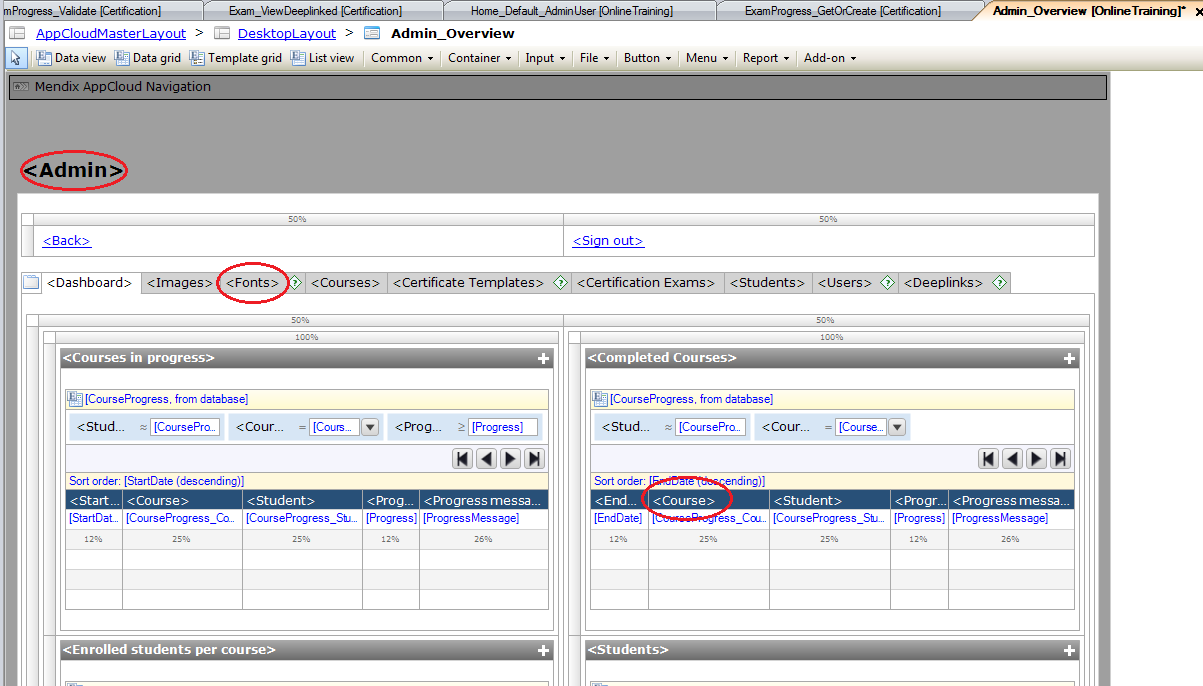 mProgress_Validate [Certification] Exam_ViewDeeplinked [Certification] Home_Default_AdminUser [OnlineTraining] ExamProgress_GetOrCreate [Certification] Admin_Overview [OnlineTraining]* ×
AppCloudMasterLayout > DesktopLayout > Admin_Overview
Data view Data grid Template grid List view Common Container Input File Button Menu Report Add-on
Mendix AppCloud Navigation
<Admin>
50% 50%
<Back> <Sign out>
<Dashboard> <Images> <Fonts> ? <Courses> <Certificate Templates> ? <Certification Exams> <Students> <Users> ? <Deeplinks> ?
50% 50%
100% 100%
<Courses in progress> + <Completed Courses> +
[CourseProgress, from database] [CourseProgress, from database]
<Stud... ≈ [CoursePro... <Cour... = [Cours... <Prog... ≥ [Progress] <Stud... ≈ [CoursePro... <Cour... = [Course...
Sort order: [StartDate (descending)] Sort order: [EndDate (descending)]
<Start... <Course> <Student> <Prog... <Progress messa... <End... <Course> <Student> <Progr... <Progress messa...
[StartDat... [CourseProgress_Co... [CourseProgress_Stu... [Progress] [ProgressMessage] [EndDate] [CourseProgress_Cou... [CourseProgress_Stu... [Progress] [ProgressMessage]
12% 25% 25% 12% 26% 12% 25% 25% 12% 26%
<Enrolled students per course> + <Students> +